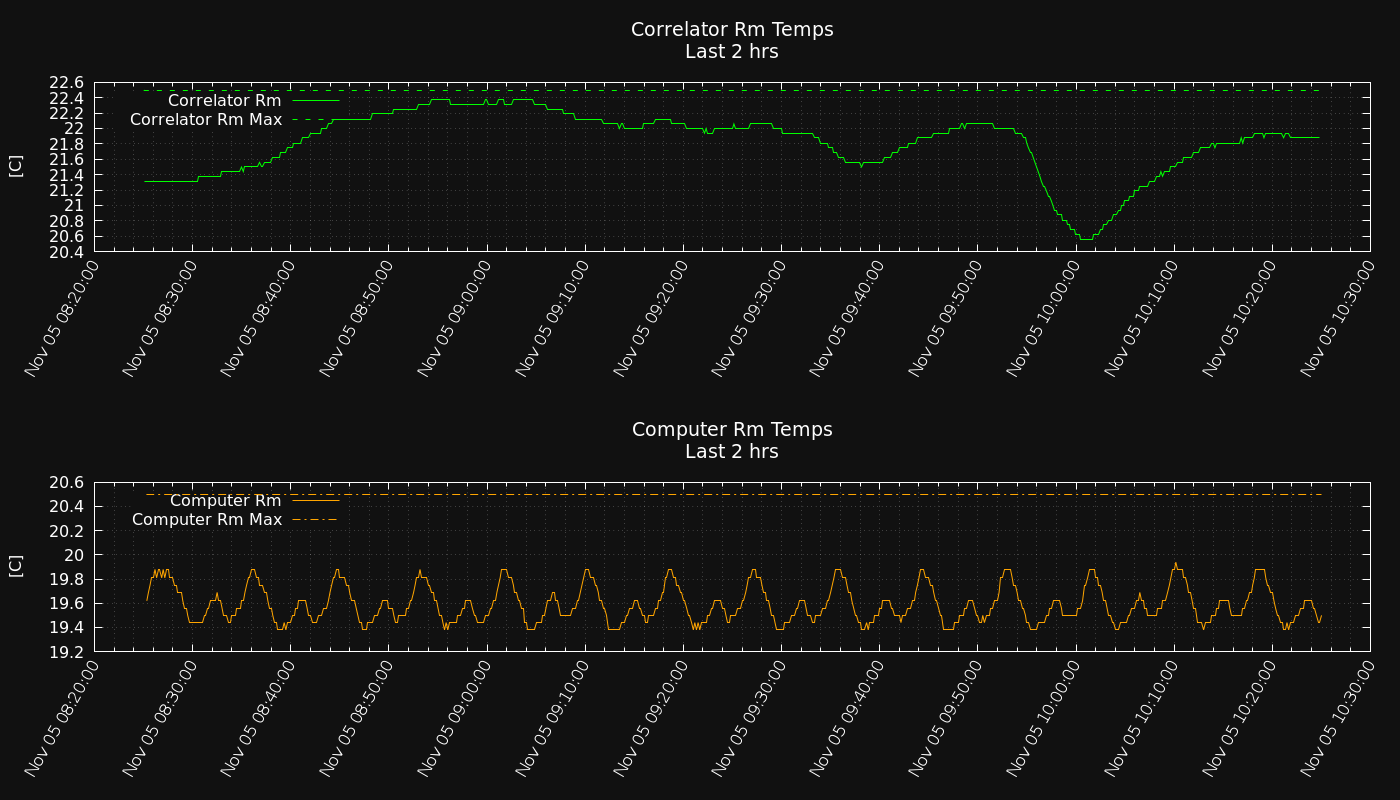 Correlator Rm Temps
Last 2 hrs
22.6
22.4
22.2
22
21.8
21.6
21.4
21.2
21
20.8
20.6
20.4
[C]
Correlator Rm
Correlator Rm Max
Nov 05 08:20:00
Nov 05 08:30:00
Nov 05 08:40:00
Nov 05 08:50:00
Nov 05 09:00:00
Nov 05 09:10:00
Nov 05 09:20:00
Nov 05 09:30:00
Nov 05 09:40:00
Nov 05 09:50:00
Nov 05 10:00:00
Nov 05 10:10:00
Nov 05 10:20:00
Nov 05 10:30:00
Computer Rm Temps
Last 2 hrs
20.6
20.4
20.2
20
19.8
19.6
19.4
19.2
[C]
Computer Rm
Computer Rm Max
Nov 05 08:20:00
Nov 05 08:30:00
Nov 05 08:40:00
Nov 05 08:50:00
Nov 05 09:00:00
Nov 05 09:10:00
Nov 05 09:20:00
Nov 05 09:30:00
Nov 05 09:40:00
Nov 05 09:50:00
Nov 05 10:00:00
Nov 05 10:10:00
Nov 05 10:20:00
Nov 05 10:30:00